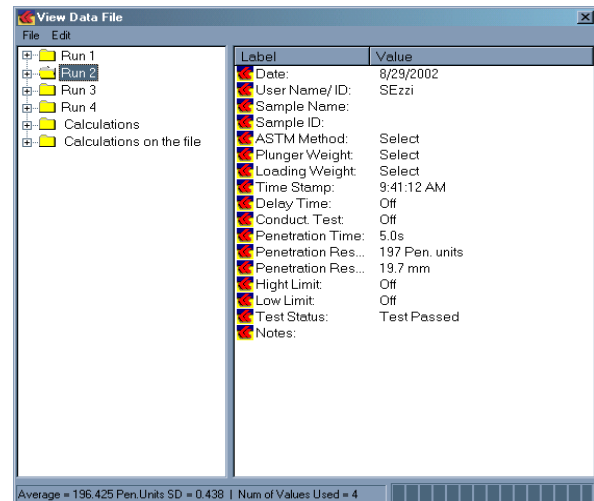 View Data File
File Edit
Run 1
Run 2
Run 3
Run 4
Calculations
Calculations on the file
Label Value
Date: 8/29/2002
User Name/ ID: SEzzi
Sample Name:
Sample ID:
ASTM Method: Select
Plunger Weight: Select
Loading Weight: Select
Time Stamp: 9:41:12 AM
Delay Time: Off
Conduct. Test: Off
Penetration Time: 5.0s
Penetration Res... 197 Pen. units
Penetration Res... 19.7 mm
Hight Limit: Off
Low Limit: Off
Test Status: Test Passed
Notes:
Average = 196.425 Pen.Units SD = 0.438 | Num of Values Used = 4